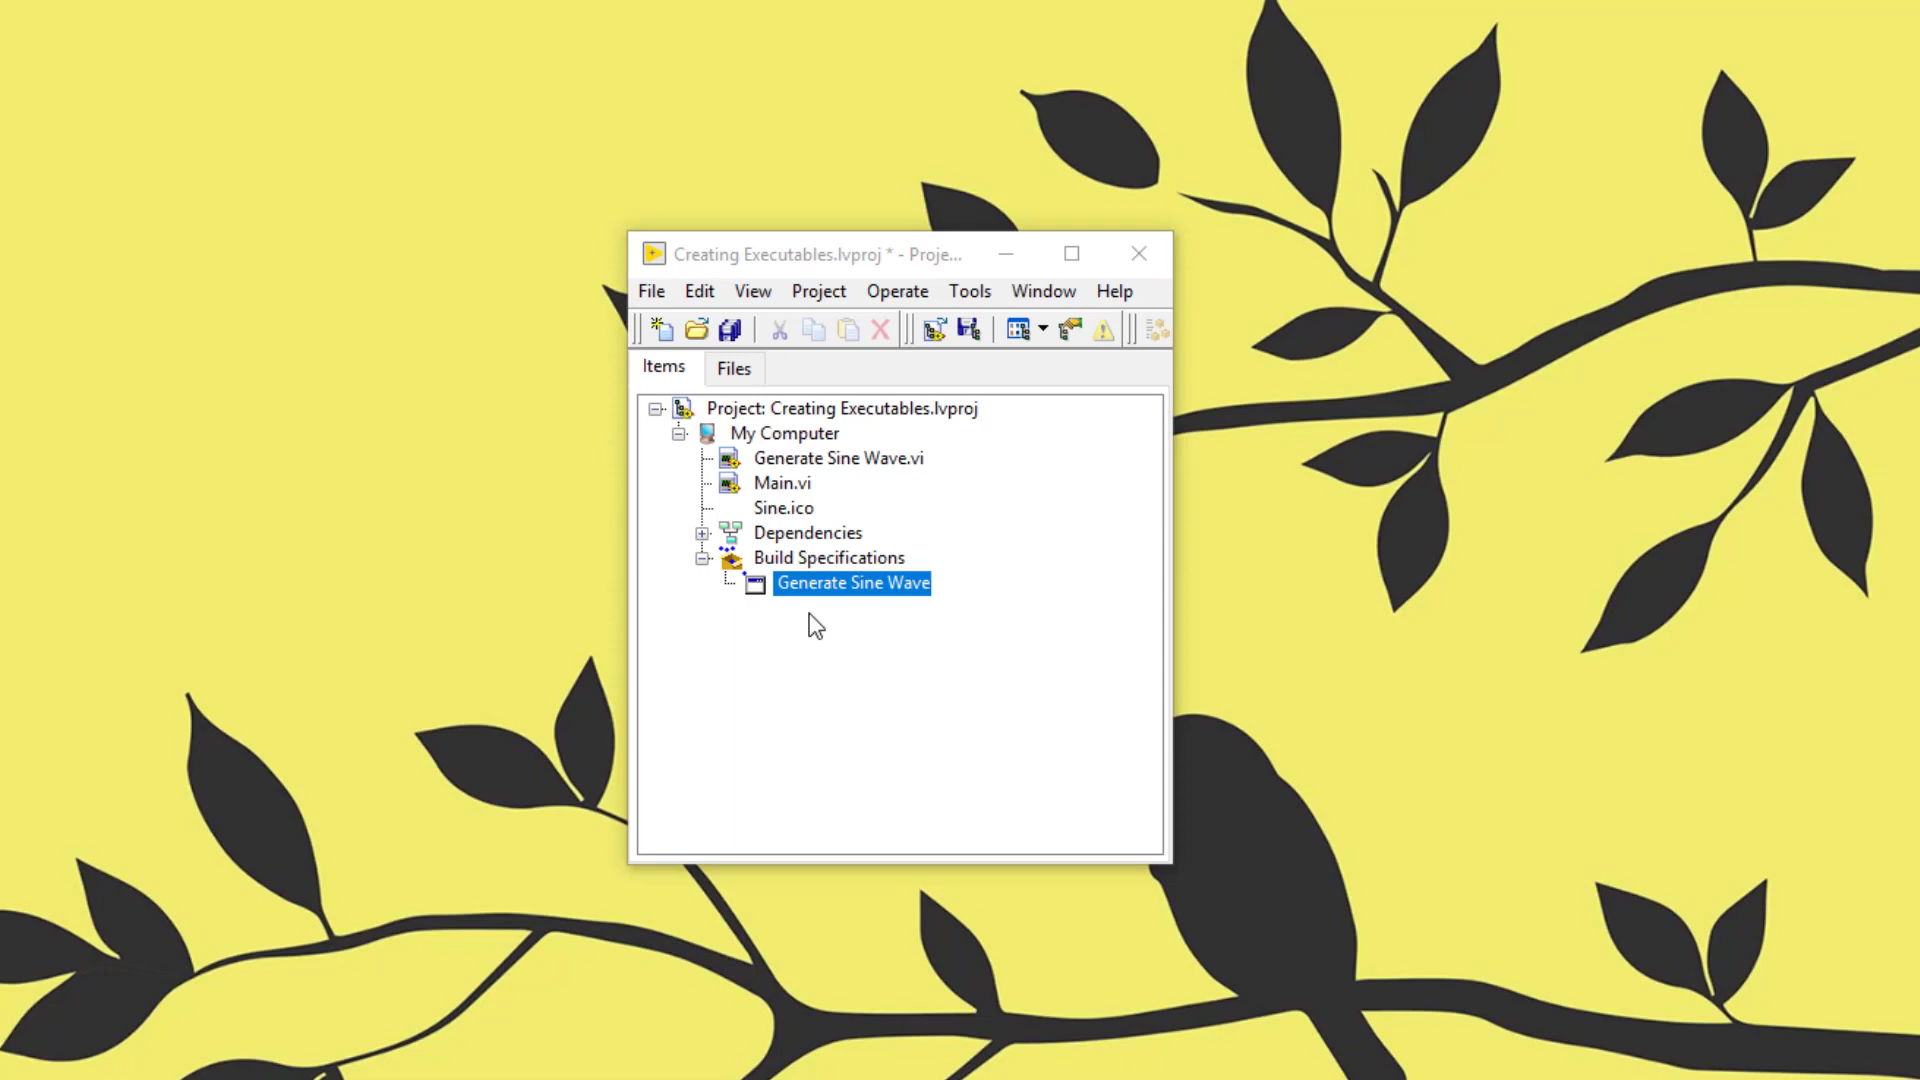 Creating Executables.lvproj * - Proje...
File Edit View Project Operate Tools Window Help
Items Files
Project: Creating Executables.lvproj
My Computer
Generate Sine Wave.vi
Main.vi
Sine.ico
Dependencies
Build Specifications
Generate Sine Wave